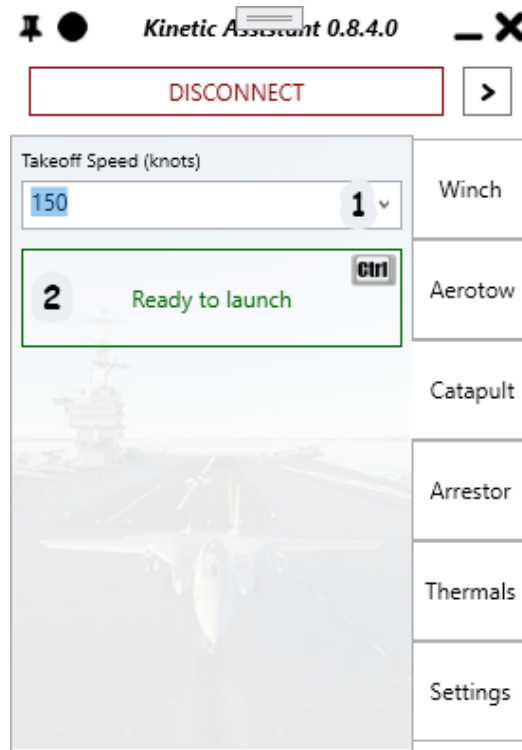 Kinetic Assistant 0.8.4.0
DISCONNECT
>
Takeoff Speed (knots)
150
1
Ctrl
2
Ready to launch
Winch
Aerotow
Catapult
Arrestor
Thermals
Settings